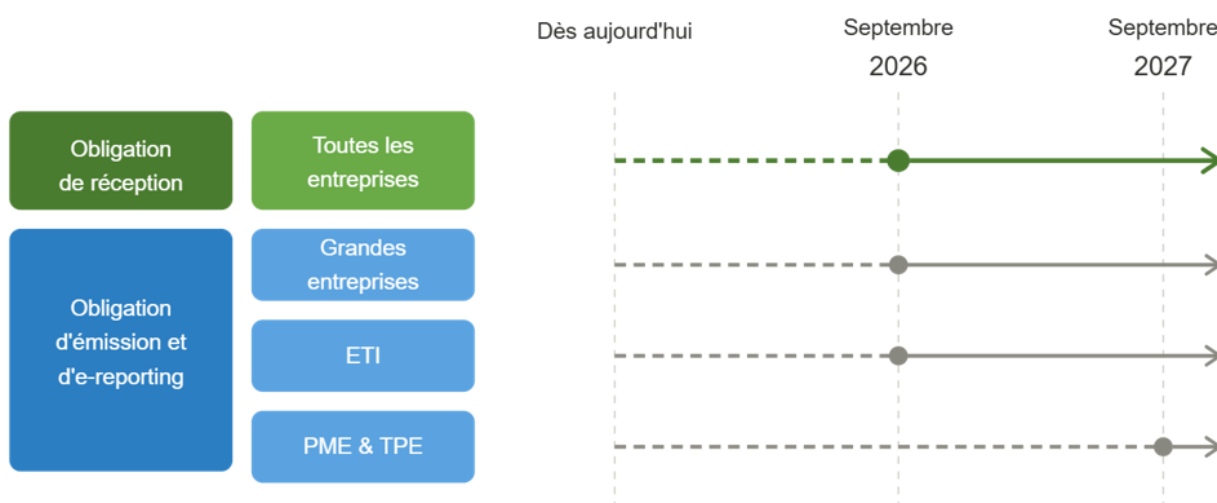 Dès aujourd'hui
Septembre
2026
Septembre
2027
Obligation
de réception
Toutes les
entreprises
Obligation
d'émission et
d'e-reporting
Grandes
entreprises
ETI
PME & TPE